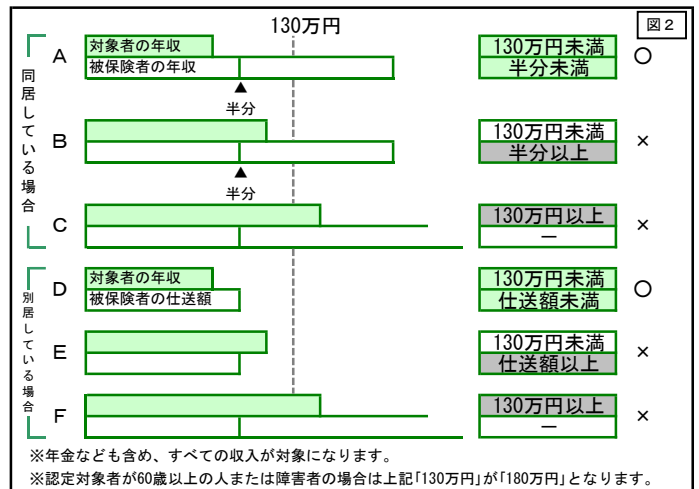 図２
130万円
同居している場合
A
対象者の年収
被保険者の年収
▲
半分
130万円未満
半分未満
○
B
▲
半分
130万円未満
半分以上
×
C
130万円以上
－
×
別居している場合
D
対象者の年収
被保険者の仕送額
130万円未満
仕送額未満
○
E
130万円未満
仕送額以上
×
F
130万円以上
－
×
※年金なども含め、すべての収入が対象になります。
※認定対象者が60歳以上の人または障害者の場合は上記｢130万円｣が｢180万円｣となります。